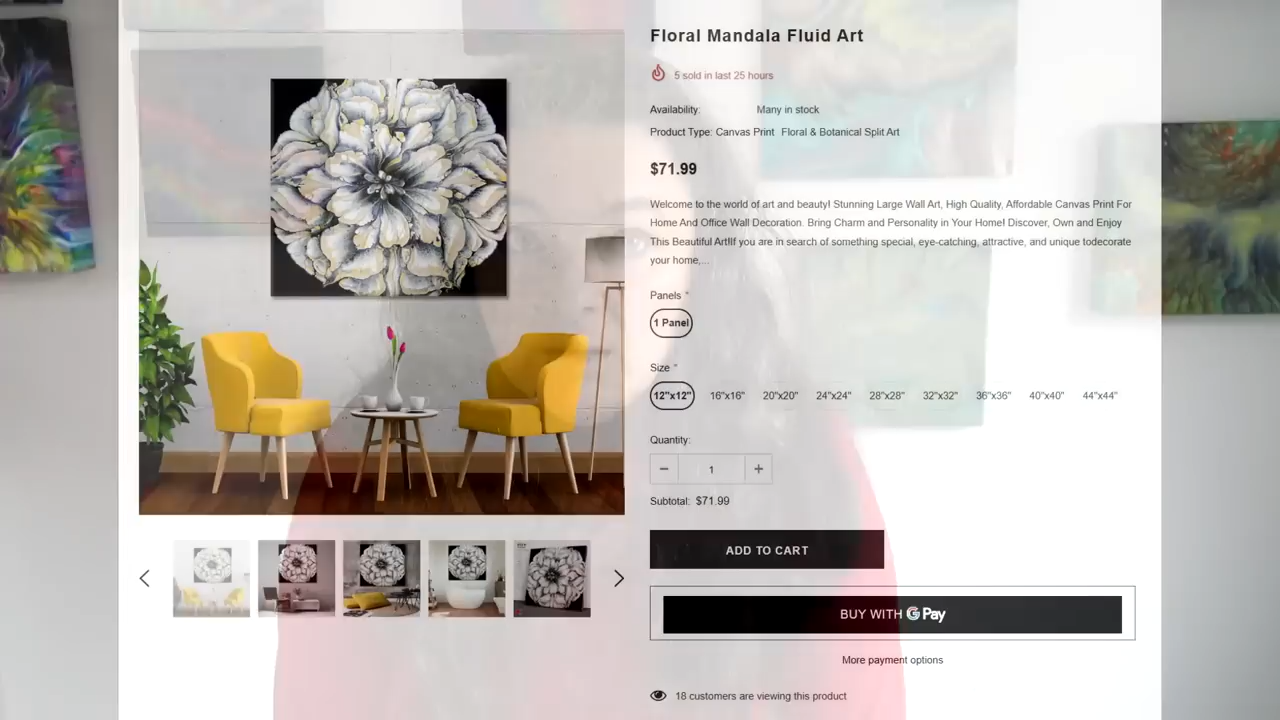 Floral Mandala Fluid Art
5 sold in last 25 hours
Availability: Many in stock
Product Type: Canvas Print Floral & Botanical Split Art
$71.99
Welcome to the world of art and beauty! Stunning Large Wall Art, High Quality, Affordable Canvas Print For
Home And Office Wall Decoration. Bring Charm and Personality in Your Home! Discover, Own and Enjoy
This Beautiful Art!If you are in search of something special, eye-catching, attractive, and unique todecorate
your home,...
Panels *
1 Panel
Size *
12"x12" 16"x16" 20"x20" 24"x24" 28"x28" 32"x32" 36"x36" 40"x40" 44"x44"
Quantity:
− 1 +
Subtotal: $71.99
ADD TO CART
BUY WITH G Pay
More payment options
18 customers are viewing this product